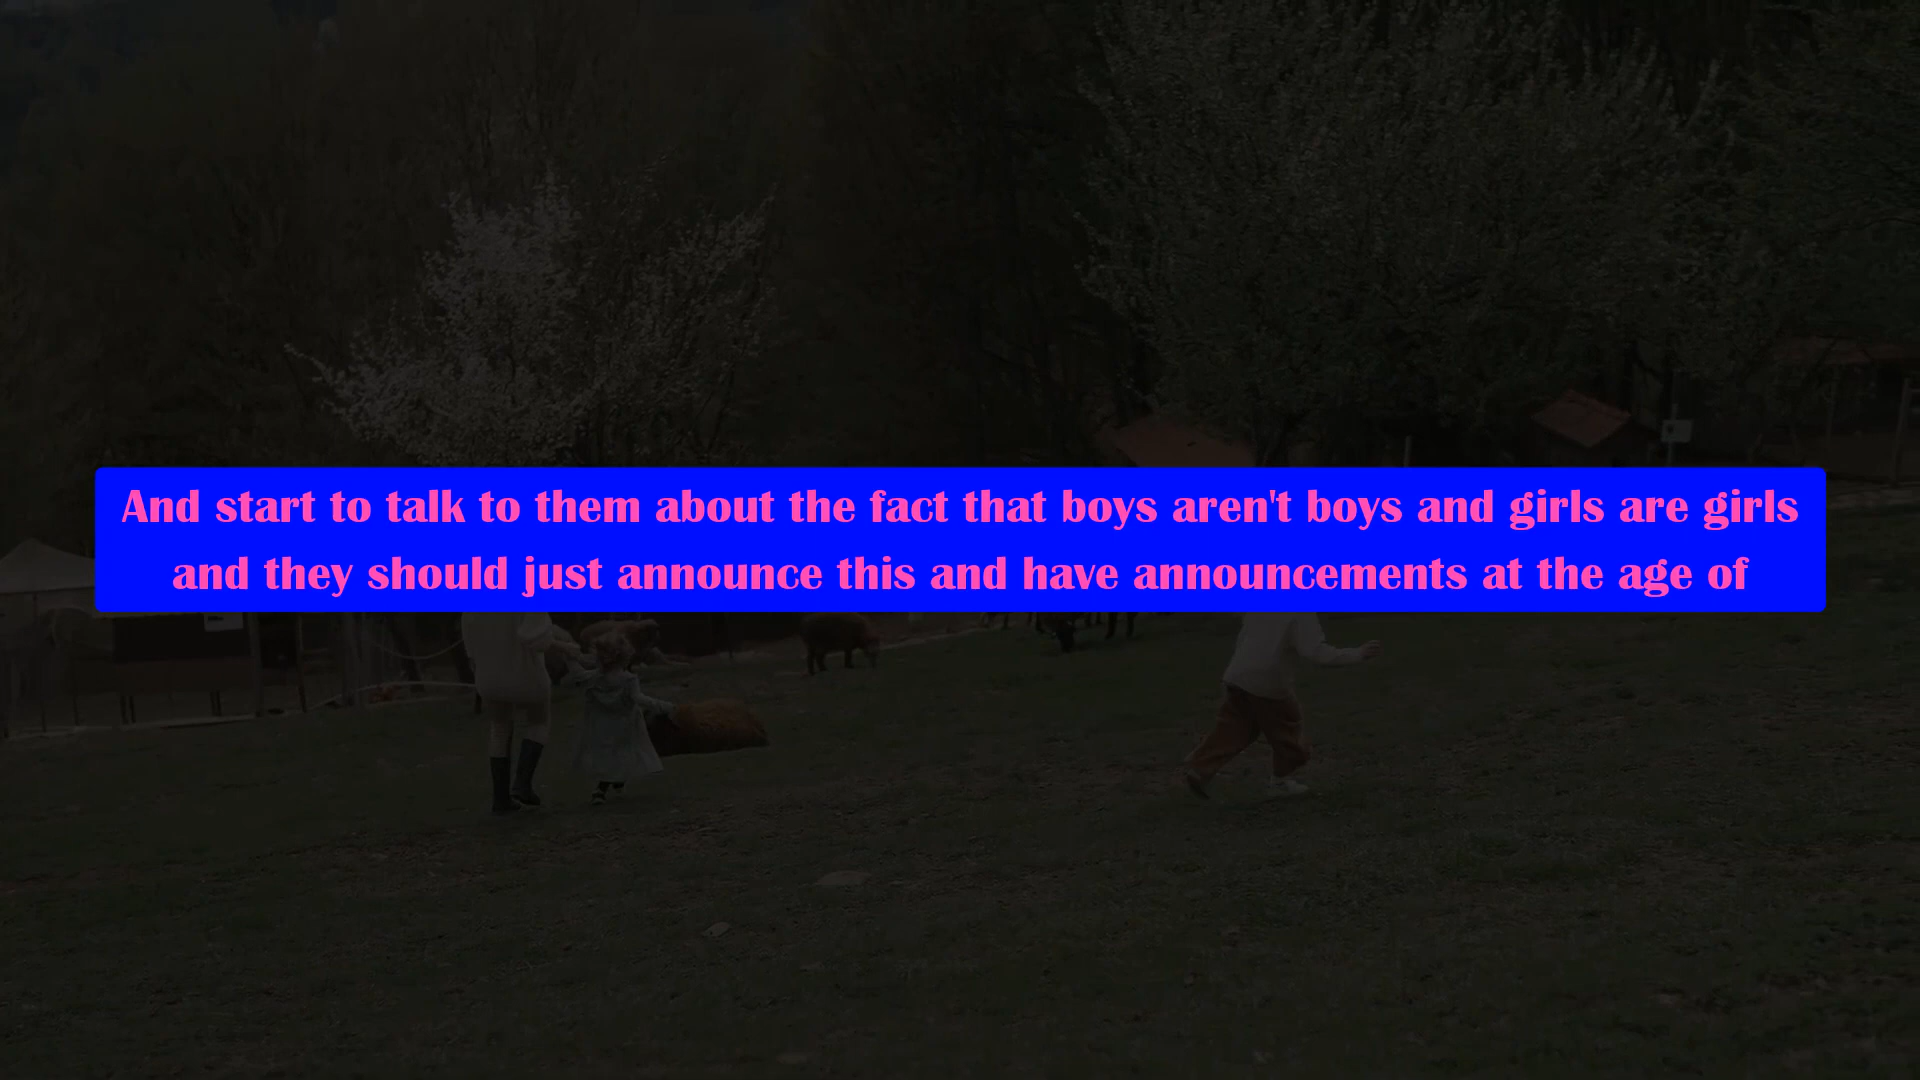 And start to talk to them about the fact that boys aren't boys and girls are girls
and they should just announce this and have announcements at the age of